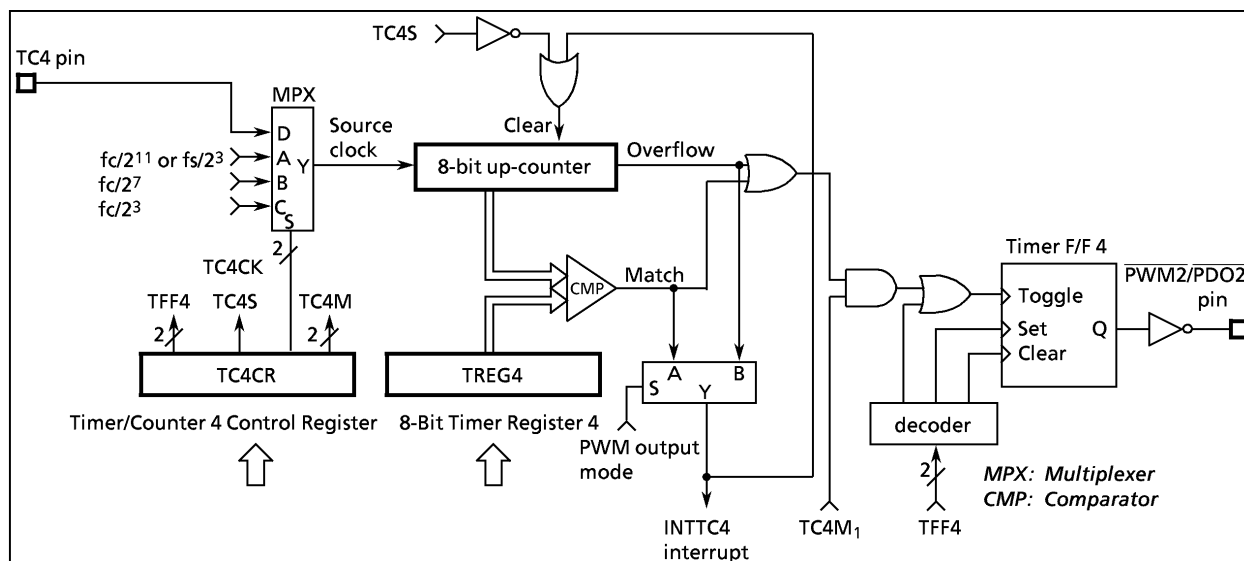 TC4S
TC4 pin
MPX
D
A
B
C
S
Y
fc/2¹¹ or fs/2³
fc/2⁷
fc/2³
Source
clock
Clear
8-bit up-counter
Overflow
2
TC4CK
TFF4
TC4S
TC4M
2
2
TC4CR
Timer/Counter 4 Control Register
CMP
Match
TREG4
8-Bit Timer Register 4
S
A
B
Y
PWM output
mode
INTTC4
interrupt
TC4M₁
Timer F/F 4
Toggle
Set
Clear
Q
P̅W̅M̅2̅/P̅D̅O̅2̅
pin
decoder
2
TFF4
MPX: Multiplexer
CMP: Comparator